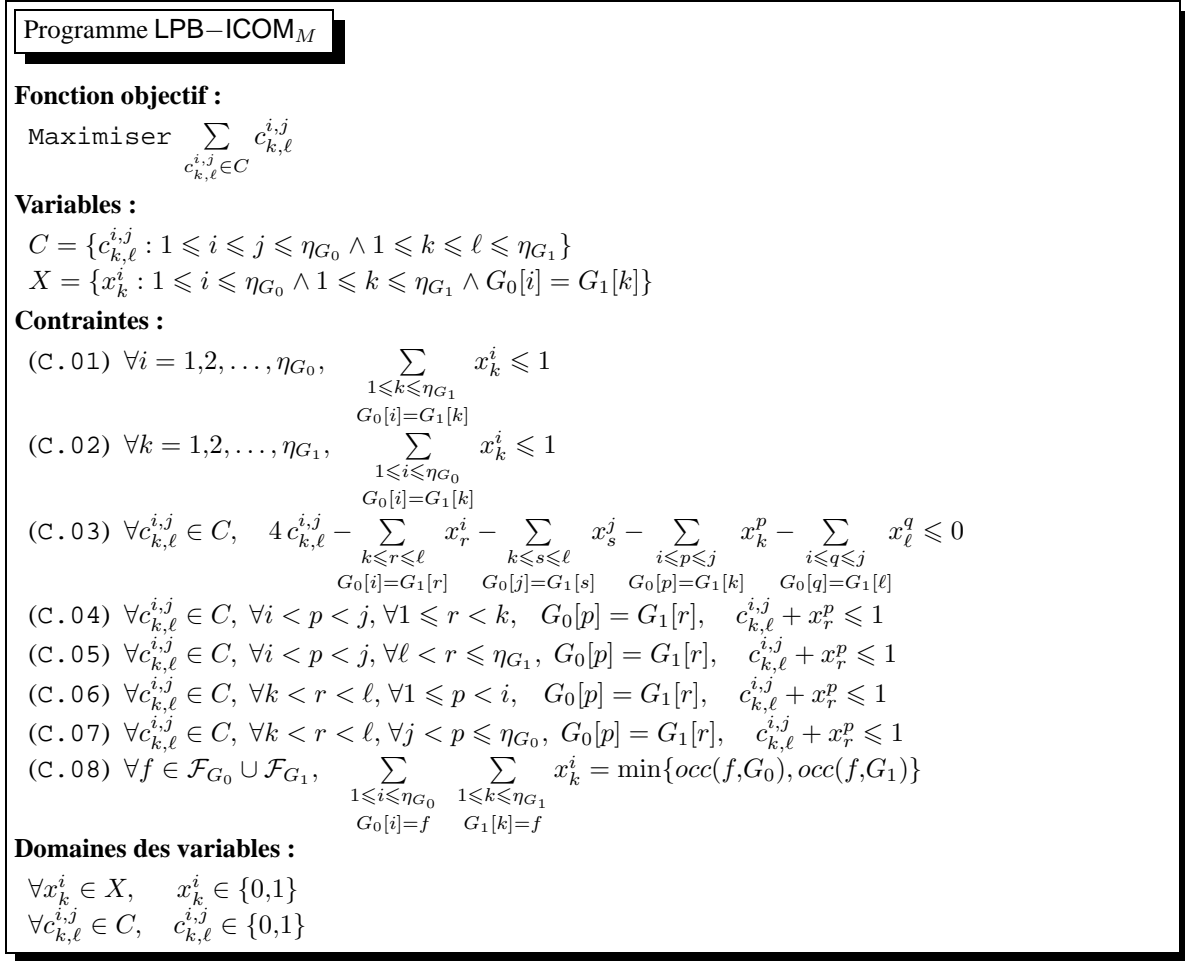 Programme LPB−ICOM_M
Fonction objectif :
Maximiser ∑_{c^{i,j}_{k,ℓ}∈C} c^{i,j}_{k,ℓ}
Variables :
C = {c^{i,j}_{k,ℓ} : 1 ⩽ i ⩽ j ⩽ η_{G_0} ∧ 1 ⩽ k ⩽ ℓ ⩽ η_{G_1}}
X = {x^i_k : 1 ⩽ i ⩽ η_{G_0} ∧ 1 ⩽ k ⩽ η_{G_1} ∧ G_0[i] = G_1[k]}
Contraintes :
(C.01) ∀i = 1,2, . . . , η_{G_0}, ∑_{1⩽k⩽η_{G_1} G_0[i]=G_1[k]} x^i_k ⩽ 1
(C.02) ∀k = 1,2, . . . , η_{G_1}, ∑_{1⩽i⩽η_{G_0} G_0[i]=G_1[k]} x^i_k ⩽ 1
(C.03) ∀c^{i,j}_{k,ℓ} ∈ C, 4 c^{i,j}_{k,ℓ} − ∑_{k⩽r⩽ℓ G_0[i]=G_1[r]} x^i_r − ∑_{k⩽s⩽ℓ G_0[j]=G_1[s]} x^j_s − ∑_{i⩽p⩽j G_0[p]=G_1[k]} x^p_k − ∑_{i⩽q⩽j G_0[q]=G_1[ℓ]} x^q_ℓ ⩽ 0
(C.04) ∀c^{i,j}_{k,ℓ} ∈ C, ∀i < p < j, ∀1 ⩽ r < k, G_0[p] = G_1[r], c^{i,j}_{k,ℓ} + x^p_r ⩽ 1
(C.05) ∀c^{i,j}_{k,ℓ} ∈ C, ∀i < p < j, ∀ℓ < r ⩽ η_{G_1}, G_0[p] = G_1[r], c^{i,j}_{k,ℓ} + x^p_r ⩽ 1
(C.06) ∀c^{i,j}_{k,ℓ} ∈ C, ∀k < r < ℓ, ∀1 ⩽ p < i, G_0[p] = G_1[r], c^{i,j}_{k,ℓ} + x^p_r ⩽ 1
(C.07) ∀c^{i,j}_{k,ℓ} ∈ C, ∀k < r < ℓ, ∀j < p ⩽ η_{G_0}, G_0[p] = G_1[r], c^{i,j}_{k,ℓ} + x^p_r ⩽ 1
(C.08) ∀f ∈ ℱ_{G_0} ∪ ℱ_{G_1}, ∑_{1⩽i⩽η_{G_0} G_0[i]=f} ∑_{1⩽k⩽η_{G_1} G_1[k]=f} x^i_k = min{occ(f,G_0), occ(f,G_1)}
Domaines des variables :
∀x^i_k ∈ X, x^i_k ∈ {0,1}
∀c^{i,j}_{k,ℓ} ∈ C, c^{i,j}_{k,ℓ} ∈ {0,1}